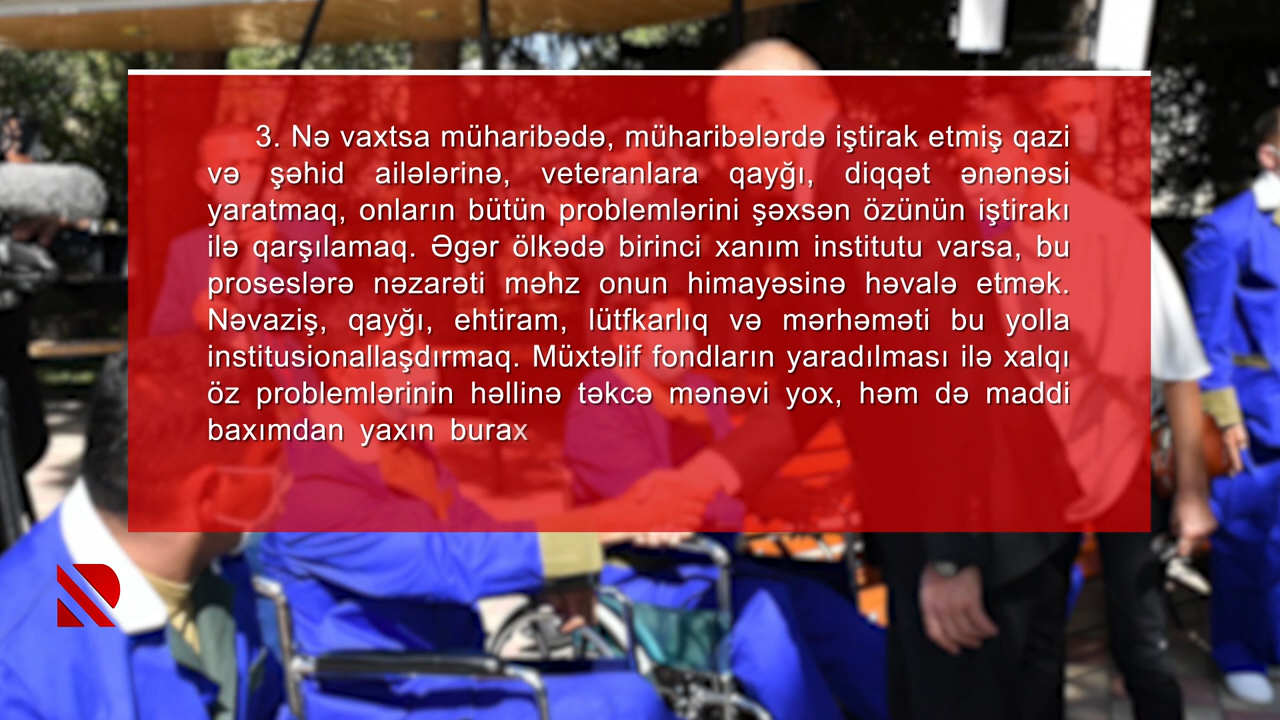 3. Nə vaxtsa müharibədə, müharibələrdə iştirak etmiş qazi
və şəhid ailələrinə, veteranlara qayğı, diqqət ənənəsi
yaratmaq, onların bütün problemlərini şəxsən özünün iştirakı
ilə qarşılamaq. Əgər ölkədə birinci xanım institutu varsa, bu
proseslərə nəzarəti məhz onun himayəsinə həvalə etmək.
Nəvaziş, qayğı, ehtiram, lütfkarlıq və mərhəməti bu yolla
institusionallaşdırmaq. Müxtəlif fondların yaradılması ilə xalqı
öz problemlərinin həllinə təkcə mənəvi yox, həm də maddi
baxımdan yaxın burax